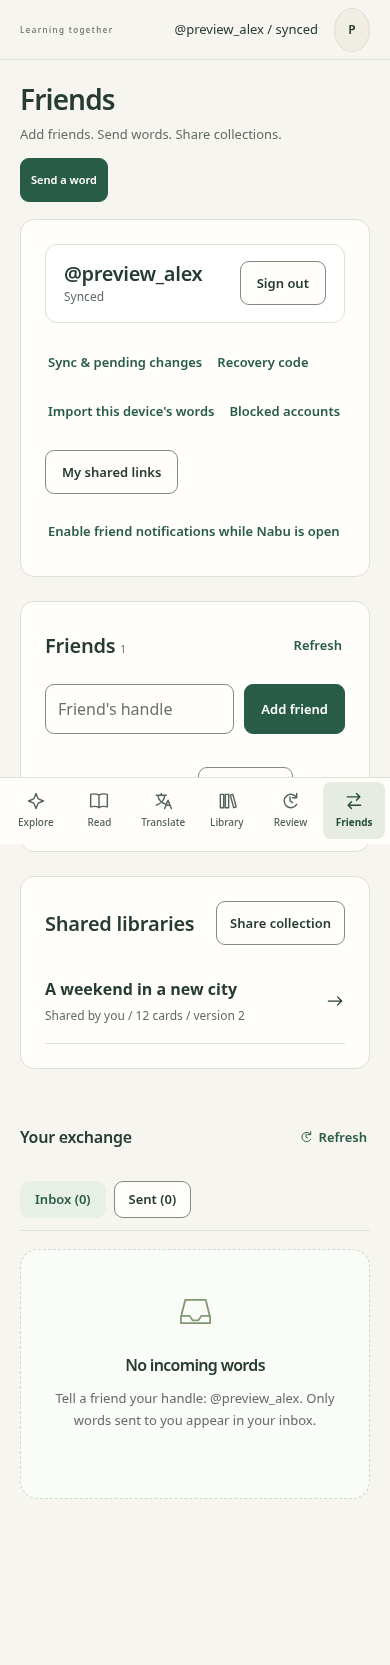 Learning together
@preview_alex / synced
P
Friends
Add friends. Send words. Share collections.
Send a word
@preview_alex
Synced
Sign out
Sync & pending changes
Recovery code
Import this device's words
Blocked accounts
My shared links
Enable friend notifications while Nabu is open
Friends 1
Refresh
Friend's handle
Add friend
Explore
Read
Translate
Library
Review
Friends
Shared libraries
Share collection
A weekend in a new city
Shared by you / 12 cards / version 2
Your exchange
Refresh
Inbox (0)
Sent (0)
No incoming words
Tell a friend your handle: @preview_alex. Only
words sent to you appear in your inbox.